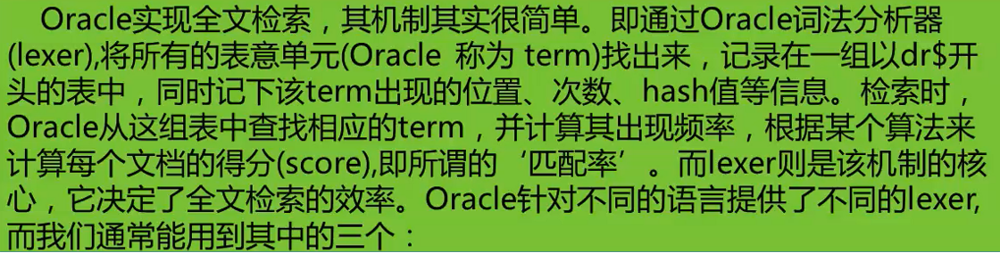 Oracle实现全文检索，其机制其实很简单。即通过Oracle词法分析器
(lexer),将所有的表意单元(Oracle 称为 term)找出来，记录在一组以dr$开
头的表中，同时记下该term出现的位置、次数、hash值等信息。检索时，
Oracle从这组表中查找相应的term，并计算其出现频率，根据某个算法来
计算每个文档的得分(score),即所谓的‘匹配率’。而lexer则是该机制的核
心，它决定了全文检索的效率。Oracle针对不同的语言提供了不同的lexer,
而我们通常能用到其中的三个：